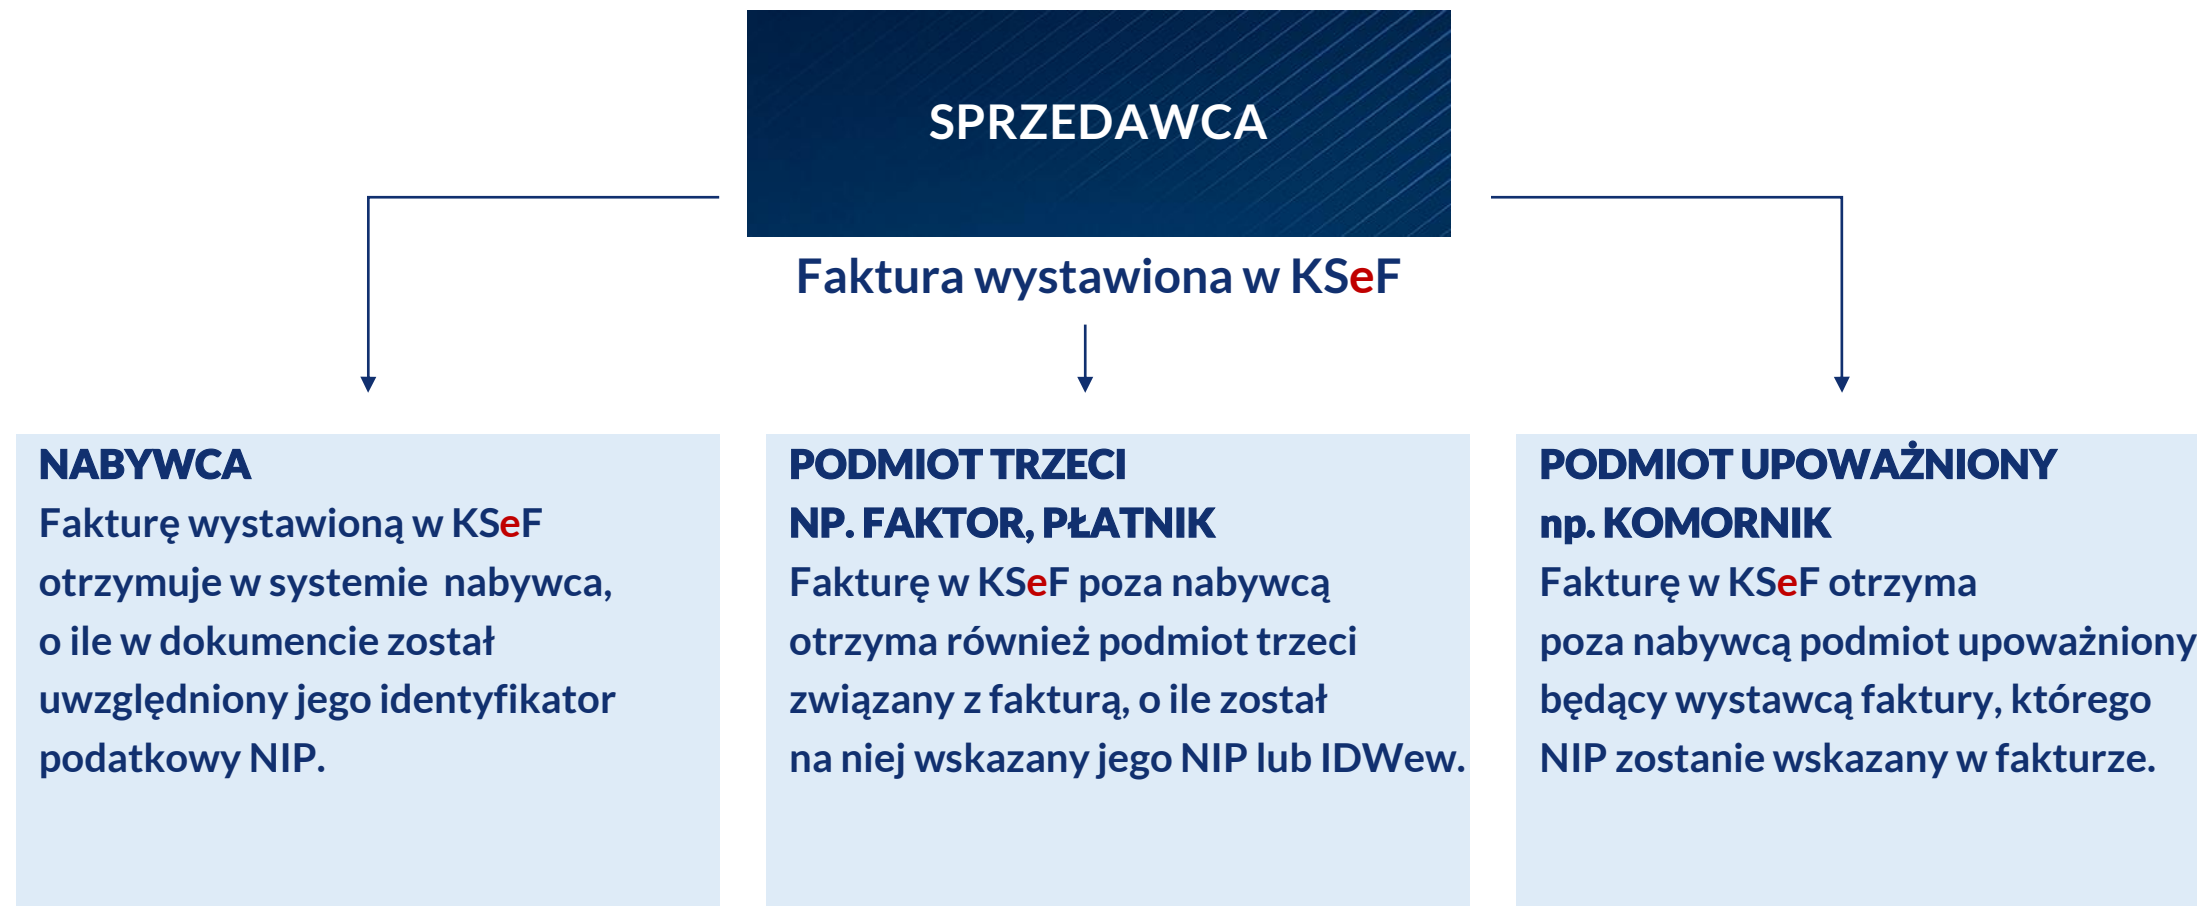 SPRZEDAWCA
Faktura wystawiona w KSeF
NABYWCA
Fakturę wystawioną w KSeF
otrzymuje w systemie  nabywca,
o ile w dokumencie został
uwzględniony jego identyfikator
podatkowy NIP.
PODMIOT TRZECI
NP. FAKTOR, PŁATNIK
Fakturę w KSeF poza nabywcą
otrzyma również podmiot trzeci
związany z fakturą, o ile został
na niej wskazany jego NIP lub IDWew.
PODMIOT UPOWAŻNIONY
np. KOMORNIK
Fakturę w KSeF otrzyma
poza nabywcą podmiot upoważniony
będący wystawcą faktury, którego
NIP zostanie wskazany w fakturze.